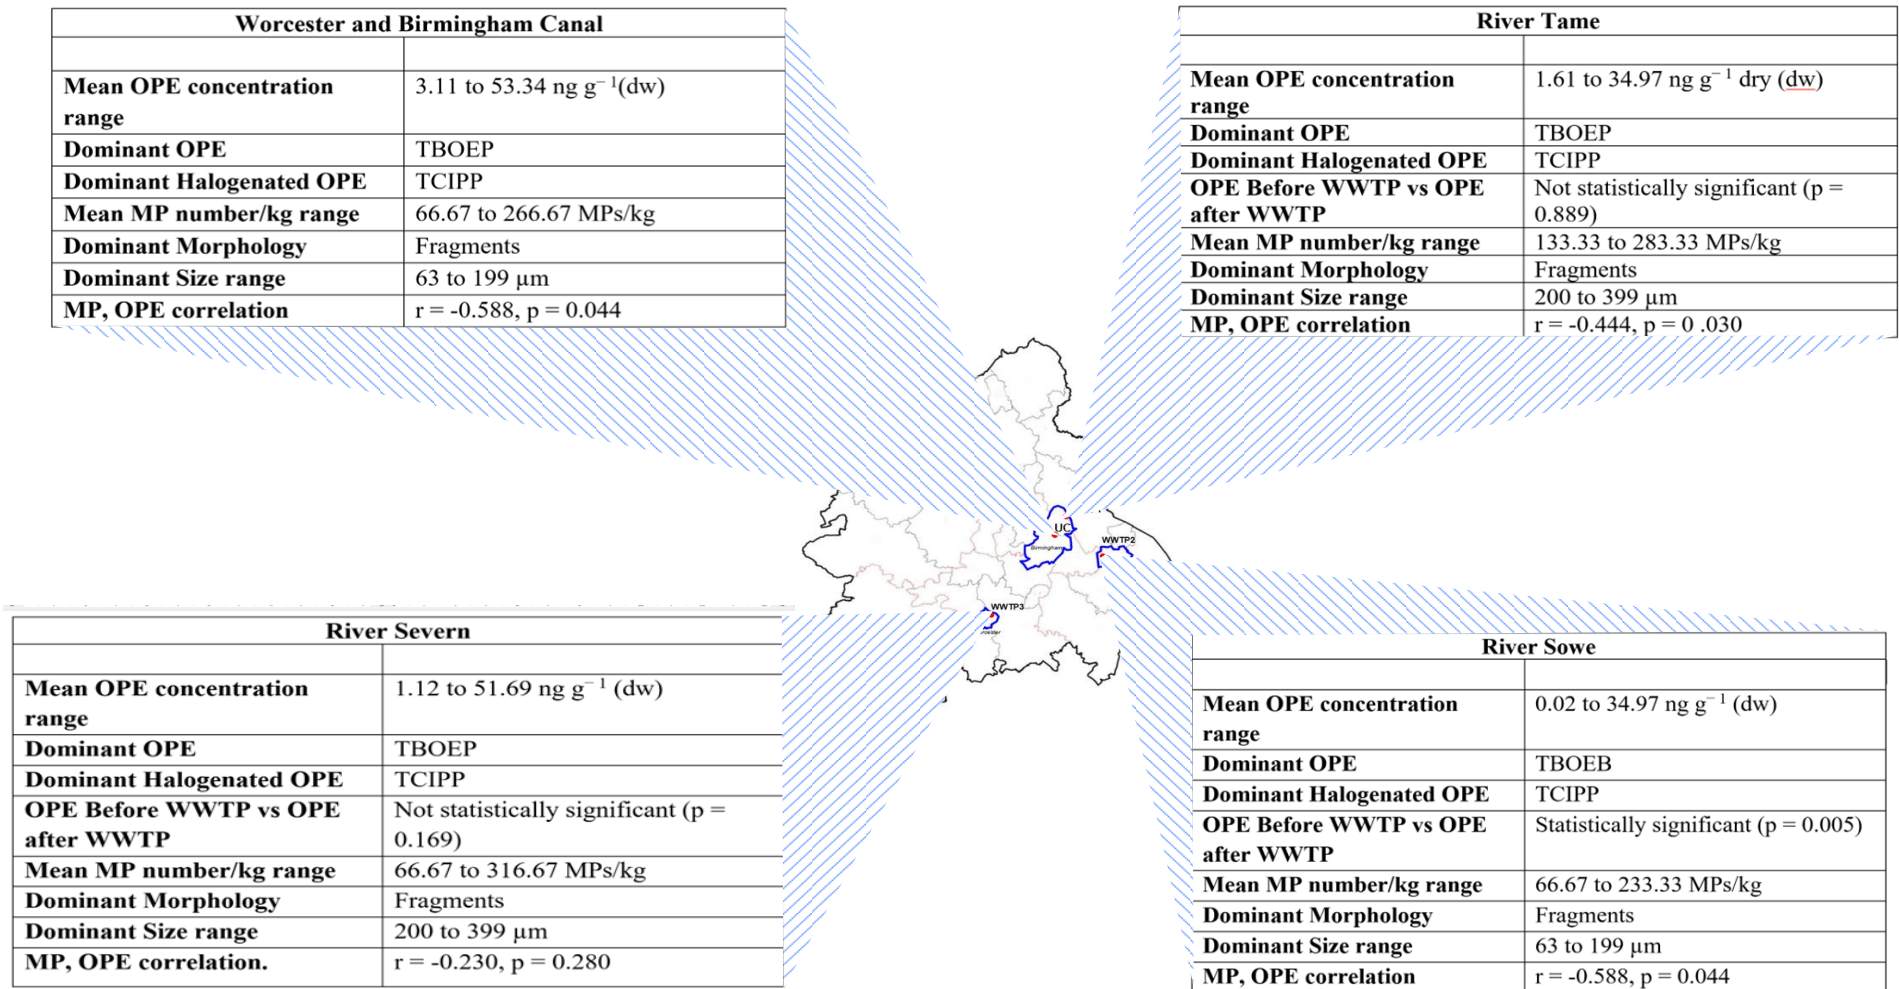 Worcester and Birmingham Canal
Mean OPE concentration
range
3.11 to 53.34 ng g⁻ ¹(dw)
Dominant OPE
TBOEP
Dominant Halogenated OPE
TCIPP
Mean MP number/kg range
66.67 to 266.67 MPs/kg
Dominant Morphology
Fragments
Dominant Size range
63 to 199 µm
MP, OPE correlation
r = -0.588, p = 0.044
River Tame
Mean OPE concentration
range
1.61 to 34.97 ng g⁻ ¹ dry (dw)
Dominant OPE
TBOEP
Dominant Halogenated OPE
TCIPP
OPE Before WWTP vs OPE
after WWTP
Not statistically significant (p =
0.889)
Mean MP number/kg range
133.33 to 283.33 MPs/kg
Dominant Morphology
Fragments
Dominant Size range
200 to 399 µm
MP, OPE correlation
r = -0.444, p = 0 .030
UC
Birmingham
WWTP2
WWTP3
River Severn
Mean OPE concentration
range
1.12 to 51.69 ng g⁻ ¹ (dw)
Dominant OPE
TBOEP
Dominant Halogenated OPE
TCIPP
OPE Before WWTP vs OPE
after WWTP
Not statistically significant (p =
0.169)
Mean MP number/kg range
66.67 to 316.67 MPs/kg
Dominant Morphology
Fragments
Dominant Size range
200 to 399 µm
MP, OPE correlation.
r = -0.230, p = 0.280
River Sowe
Mean OPE concentration
range
0.02 to 34.97 ng g⁻ ¹ (dw)
Dominant OPE
TBOEB
Dominant Halogenated OPE
TCIPP
OPE Before WWTP vs OPE
after WWTP
Statistically significant (p = 0.005)
Mean MP number/kg range
66.67 to 233.33 MPs/kg
Dominant Morphology
Fragments
Dominant Size range
63 to 199 µm
MP, OPE correlation
r = -0.588, p = 0.044